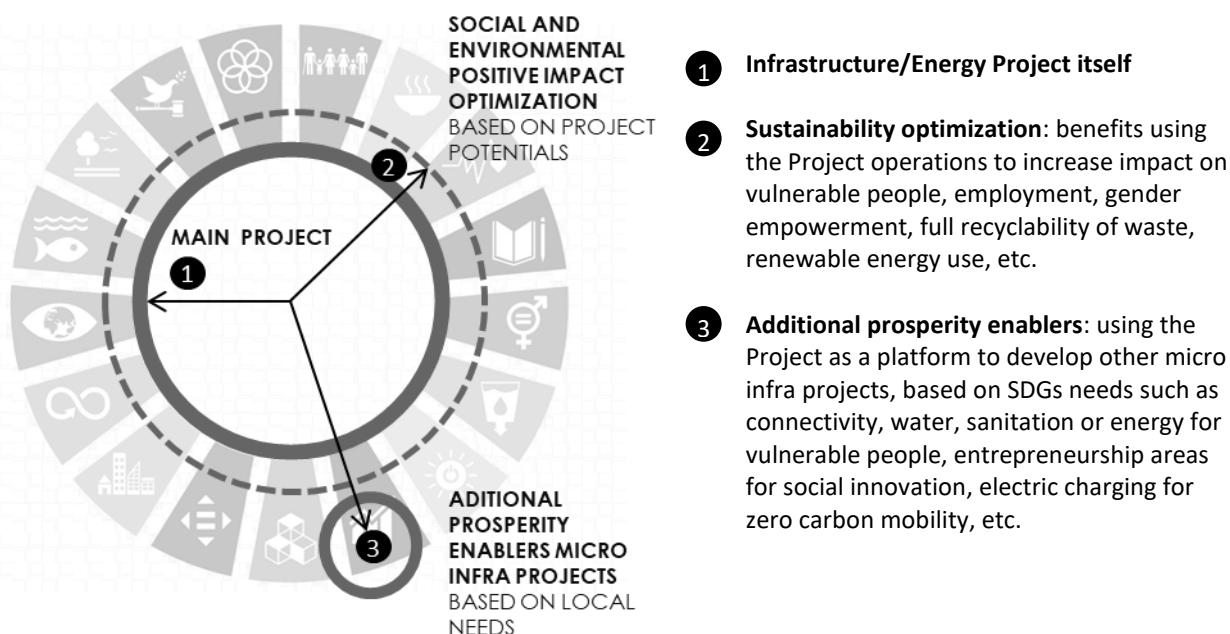 SOCIAL AND
ENVIRONMENTAL
POSITIVE IMPACT
OPTIMIZATION
BASED ON PROJECT
POTENTIALS
2
MAIN PROJECT
1
3
ADITIONAL
PROSPERITY
ENABLERS MICRO
INFRA PROJECTS
BASED ON LOCAL
NEEDS
1 Infrastructure/Energy Project itself
2 Sustainability optimization: benefits using
the Project operations to increase impact on
vulnerable people, employment, gender
empowerment, full recyclability of waste,
renewable energy use, etc.
3 Additional prosperity enablers: using the
Project as a platform to develop other micro
infra projects, based on SDGs needs such as
connectivity, water, sanitation or energy for
vulnerable people, entrepreneurship areas
for social innovation, electric charging for
zero carbon mobility, etc.